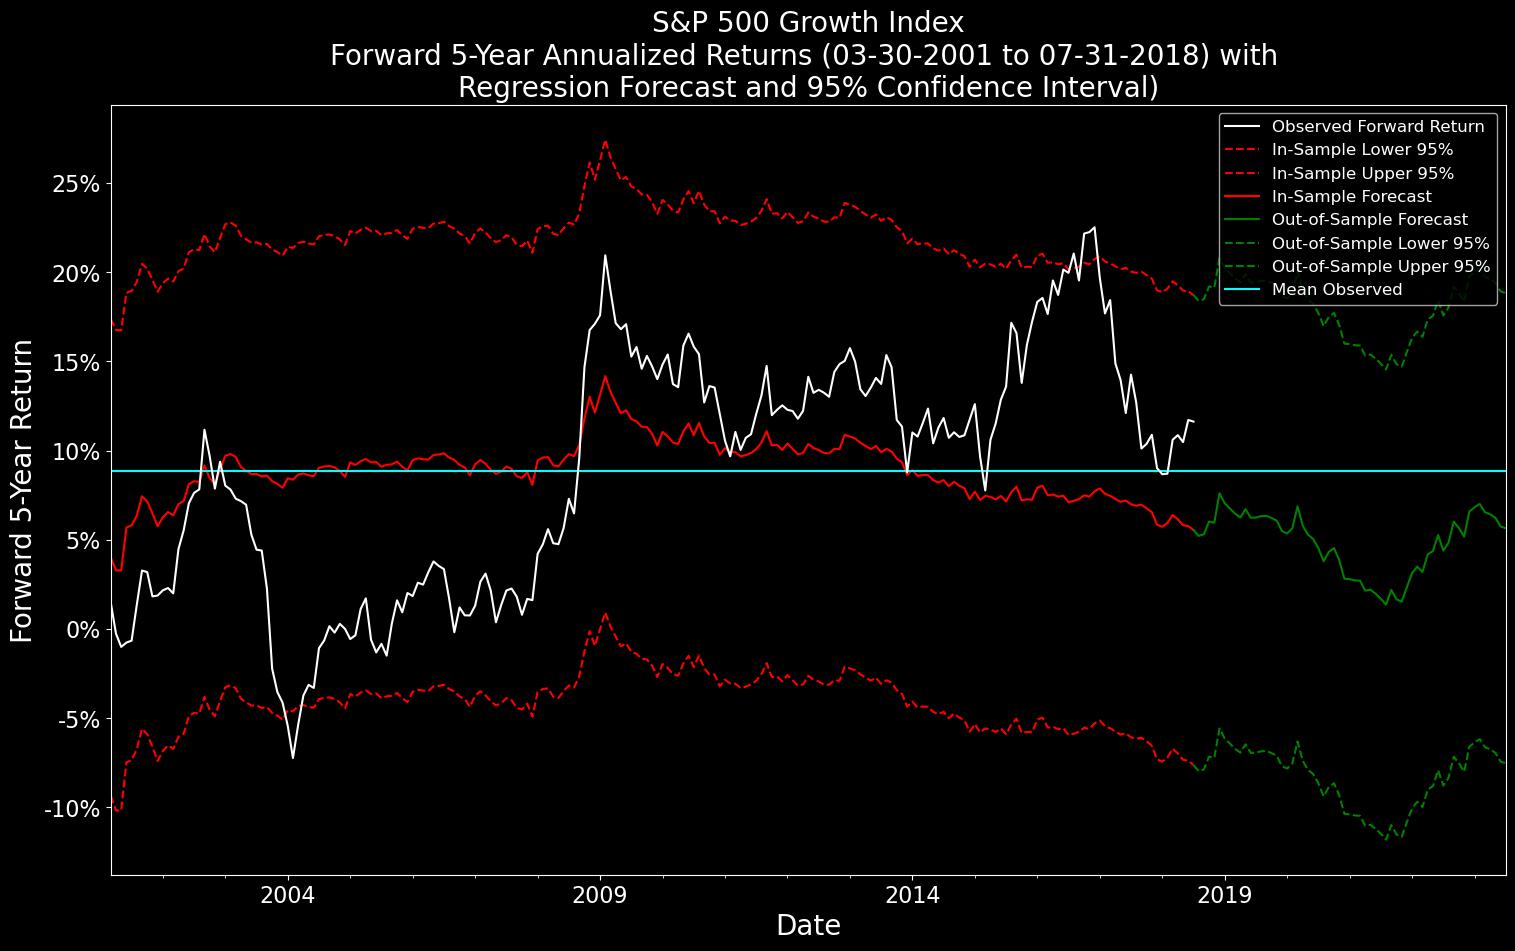 S&P 500 Growth Index
Forward 5-Year Annualized Returns (03-30-2001 to 07-31-2018) with
Regression Forecast and 95% Confidence Interval)
Observed Forward Return
In-Sample Lower 95%
In-Sample Upper 95%
In-Sample Forecast
Out-of-Sample Forecast
Out-of-Sample Lower 95%
Out-of-Sample Upper 95%
Mean Observed
Forward 5-Year Return
25%
20%
15%
10%
5%
0%
-5%
-10%
2004
2009
2014
2019
Date